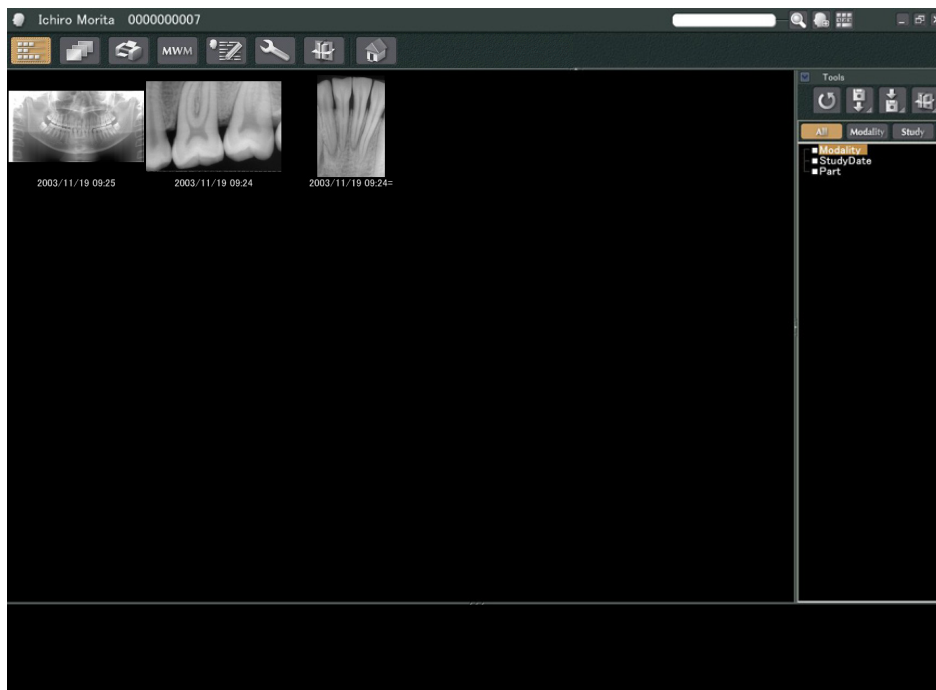 Ichiro Morita 0000000007
MWM
Tools
All Modality Study
Modality
StudyDate
Part
2003/11/19 09:25 2003/11/19 09:24 2003/11/19 09:24=